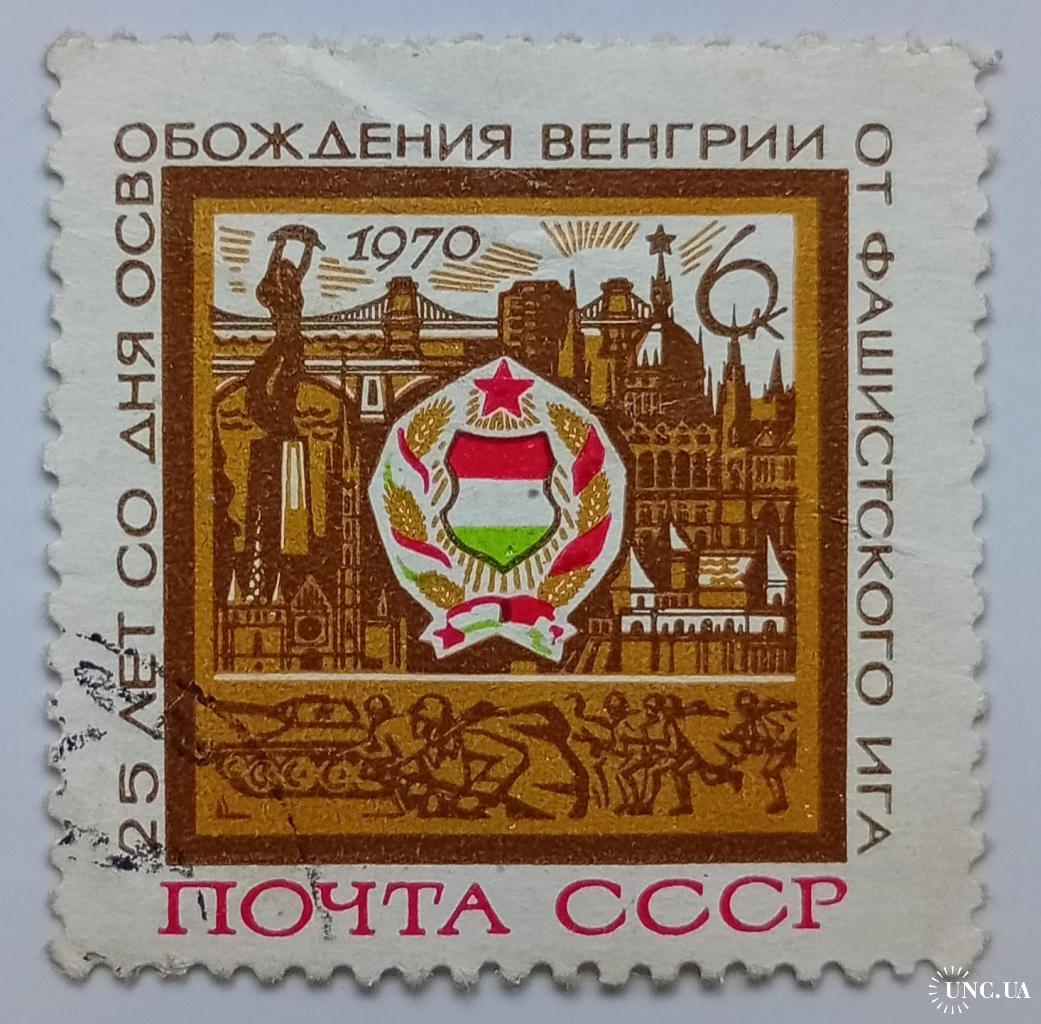 25 ЛЕТ СО ДНЯ ОСВОБОЖДЕНИЯ ВЕНГРИИ ОТ ФАШИСТСКОГО ИГА
1970
6к
ПОЧТА СССР
UNC.UA